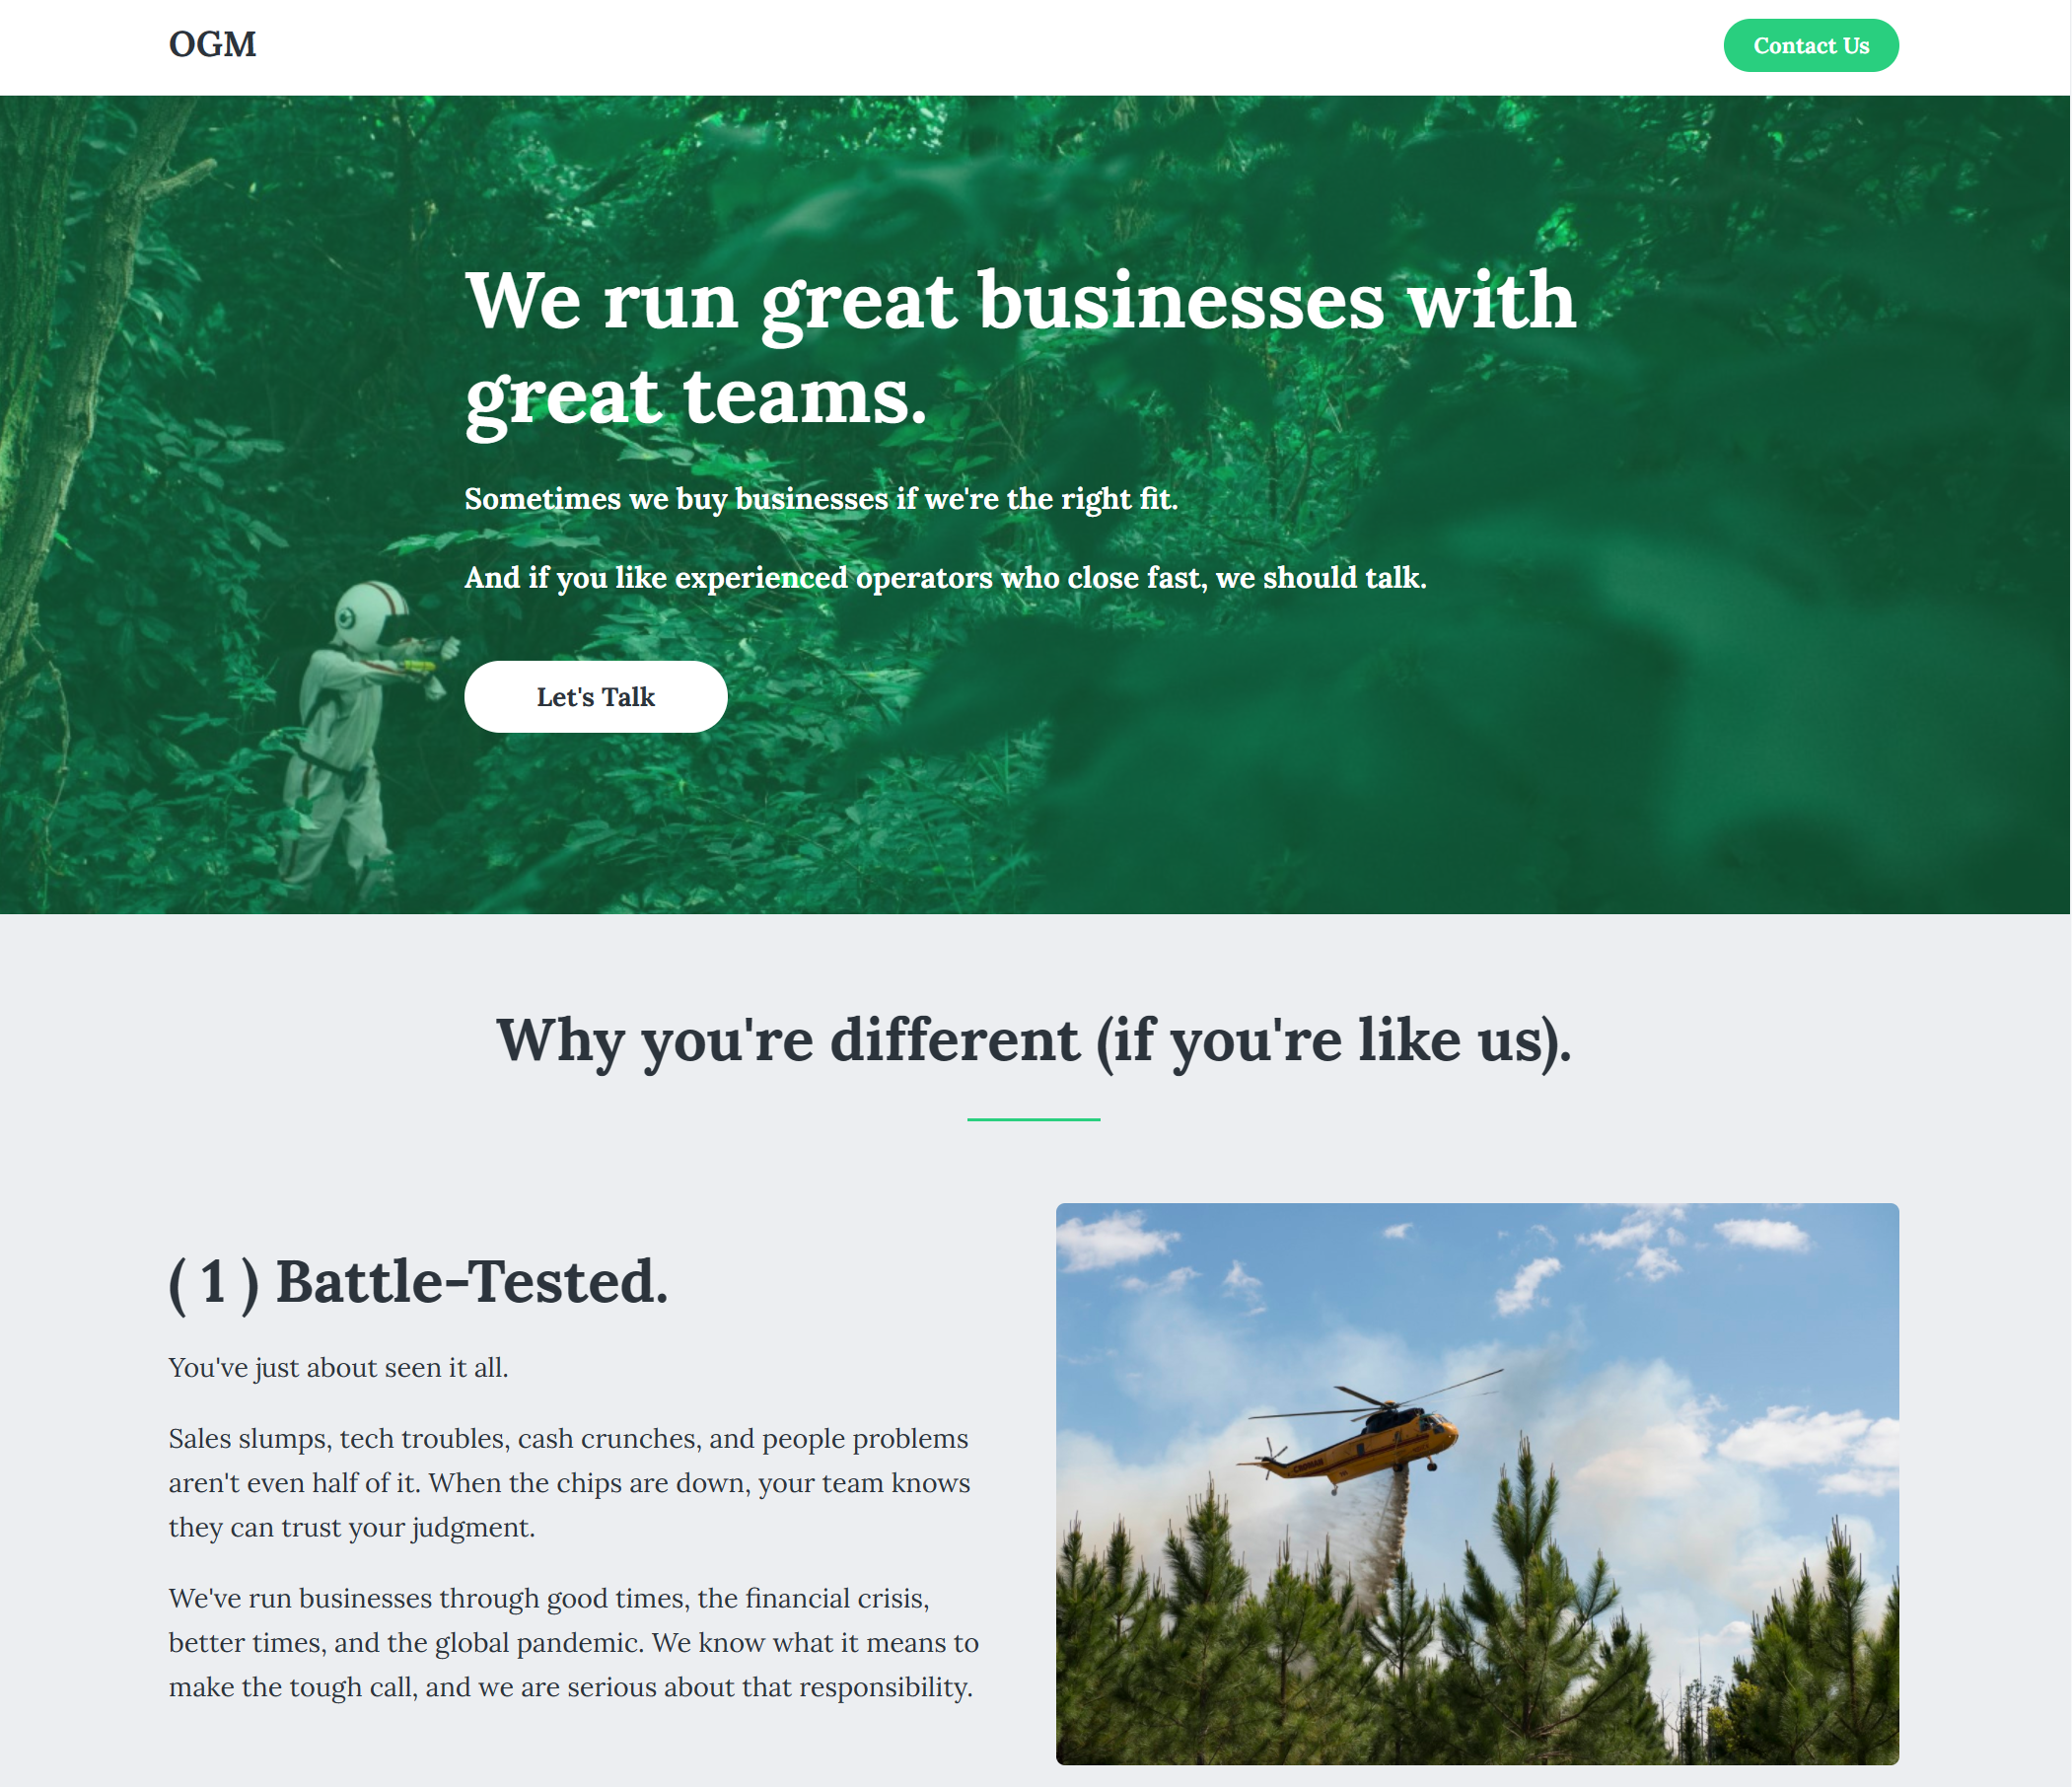 OGM
Contact Us
We run great businesses with
great teams.
Sometimes we buy businesses if we're the right fit.
And if you like experienced operators who close fast, we should talk.
Let's Talk
Why you're different (if you're like us).
( 1 ) Battle-Tested.
You've just about seen it all.
Sales slumps, tech troubles, cash crunches, and people problems
aren't even half of it. When the chips are down, your team knows
they can trust your judgment.
We've run businesses through good times, the financial crisis,
better times, and the global pandemic. We know what it means to
make the tough call, and we are serious about that responsibility.